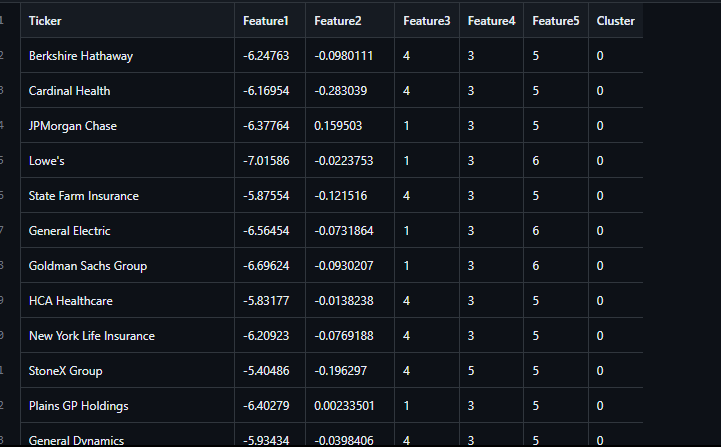 Ticker Feature1 Feature2 Feature3 Feature4 Feature5 Cluster
Berkshire Hathaway -6.24763 -0.0980111 4 3 5 0
Cardinal Health -6.16954 -0.283039 4 3 5 0
JPMorgan Chase -6.37764 0.159503 1 3 5 0
Lowe's -7.01586 -0.0223753 1 3 6 0
State Farm Insurance -5.87554 -0.121516 4 3 5 0
General Electric -6.56454 -0.0731864 1 3 6 0
Goldman Sachs Group -6.69624 -0.0930207 1 3 6 0
HCA Healthcare -5.83177 -0.0138238 4 3 5 0
New York Life Insurance -6.20923 -0.0769188 4 3 5 0
StoneX Group -5.40486 -0.196297 4 5 5 0
Plains GP Holdings -6.40279 0.00233501 1 3 5 0
General Dynamics -5.93434 -0.0398406 4 3 5 0